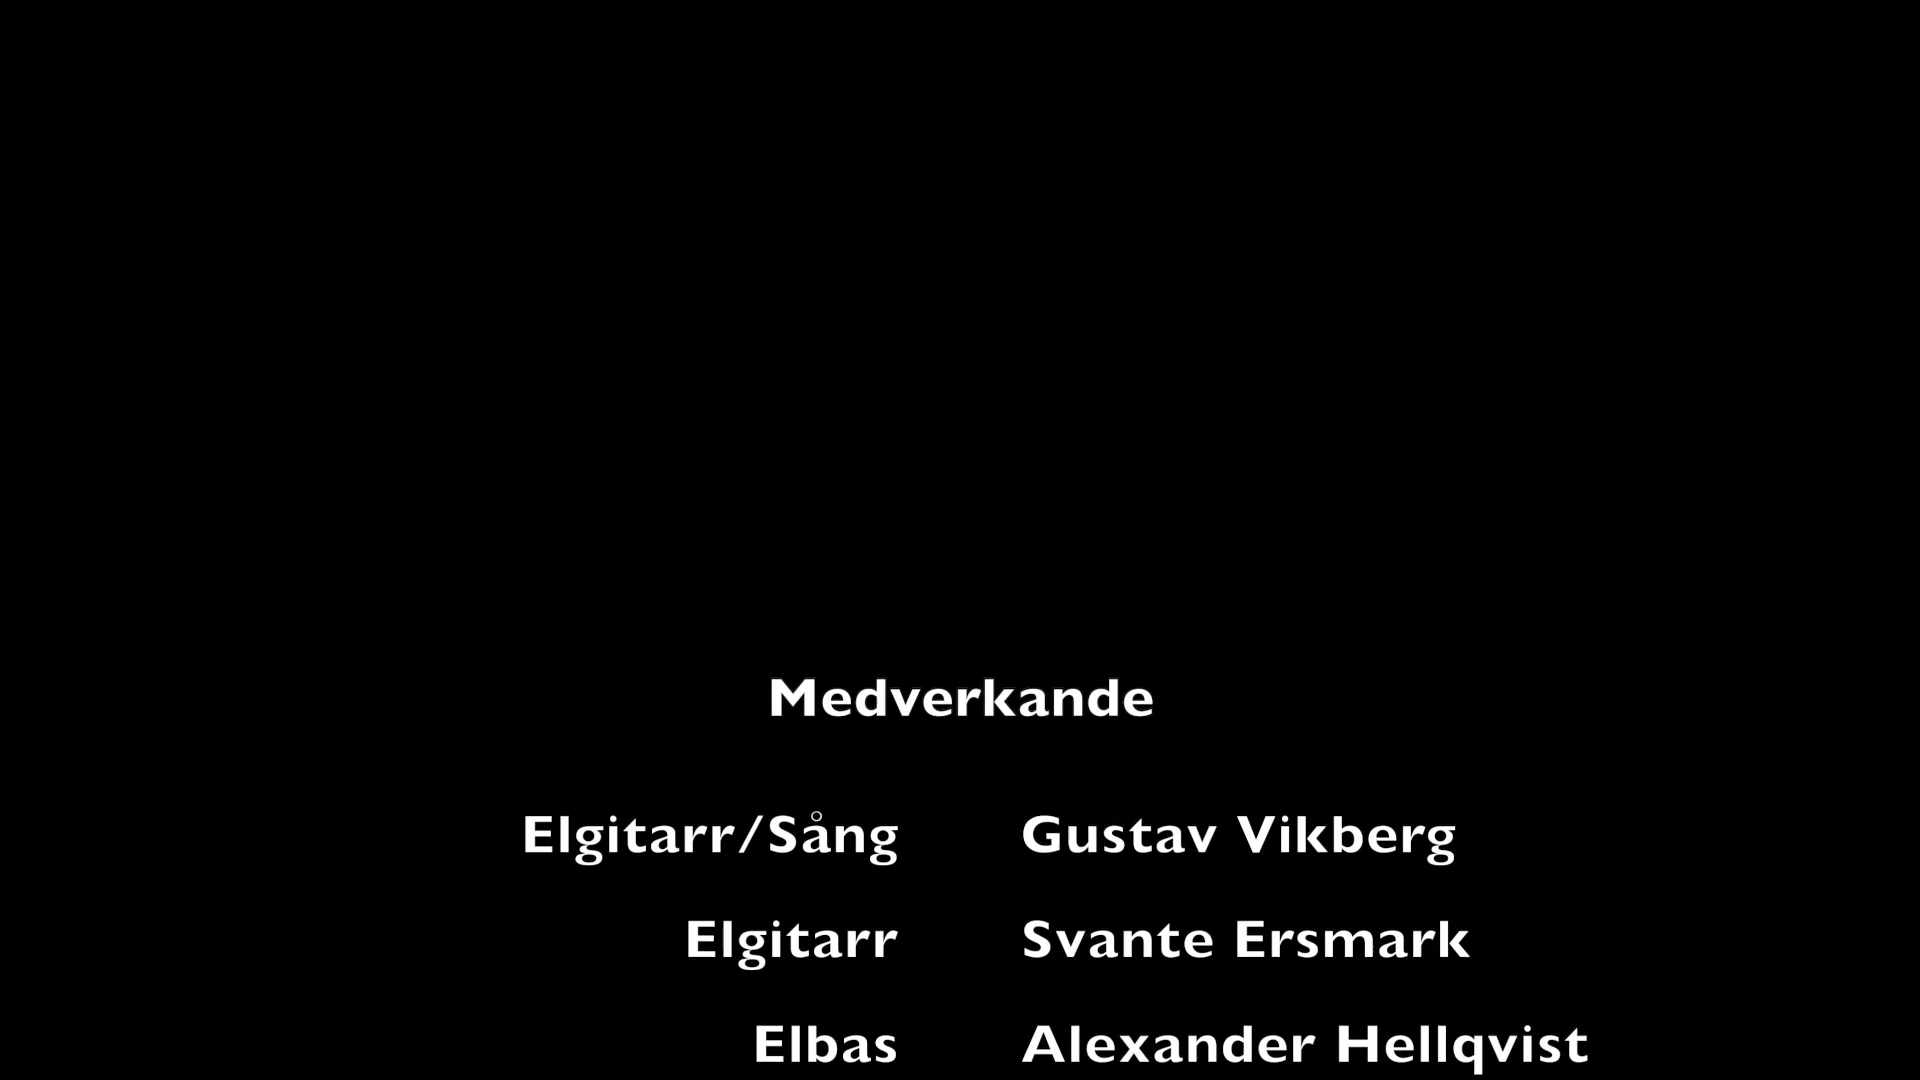 Medverkande
Elgitarr/Sång Gustav Vikberg
Elgitarr Svante Ersmark
Elbas Alexander Hellqvist